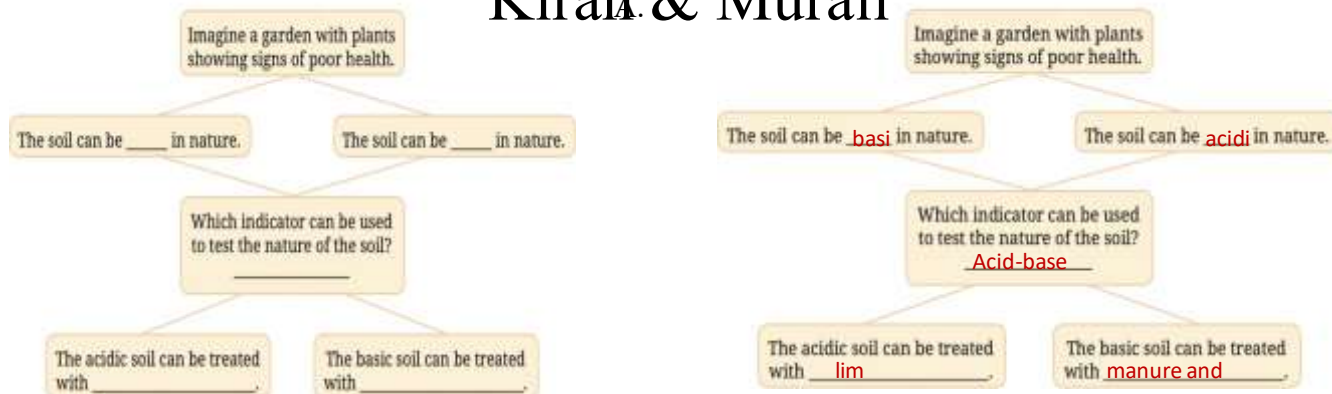 Kiran & Murali
A.
Imagine a garden with plants
showing signs of poor health.
The soil can be _____ in nature.
The soil can be _____ in nature.
Which indicator can be used
to test the nature of the soil?
_______________
The acidic soil can be treated
with ____________________.
The basic soil can be treated
with ____________________.
Imagine a garden with plants
showing signs of poor health.
The soil can be basi in nature.
The soil can be acidi in nature.
Which indicator can be used
to test the nature of the soil?
Acid-base
The acidic soil can be treated
with lim.
The basic soil can be treated
with manure and.